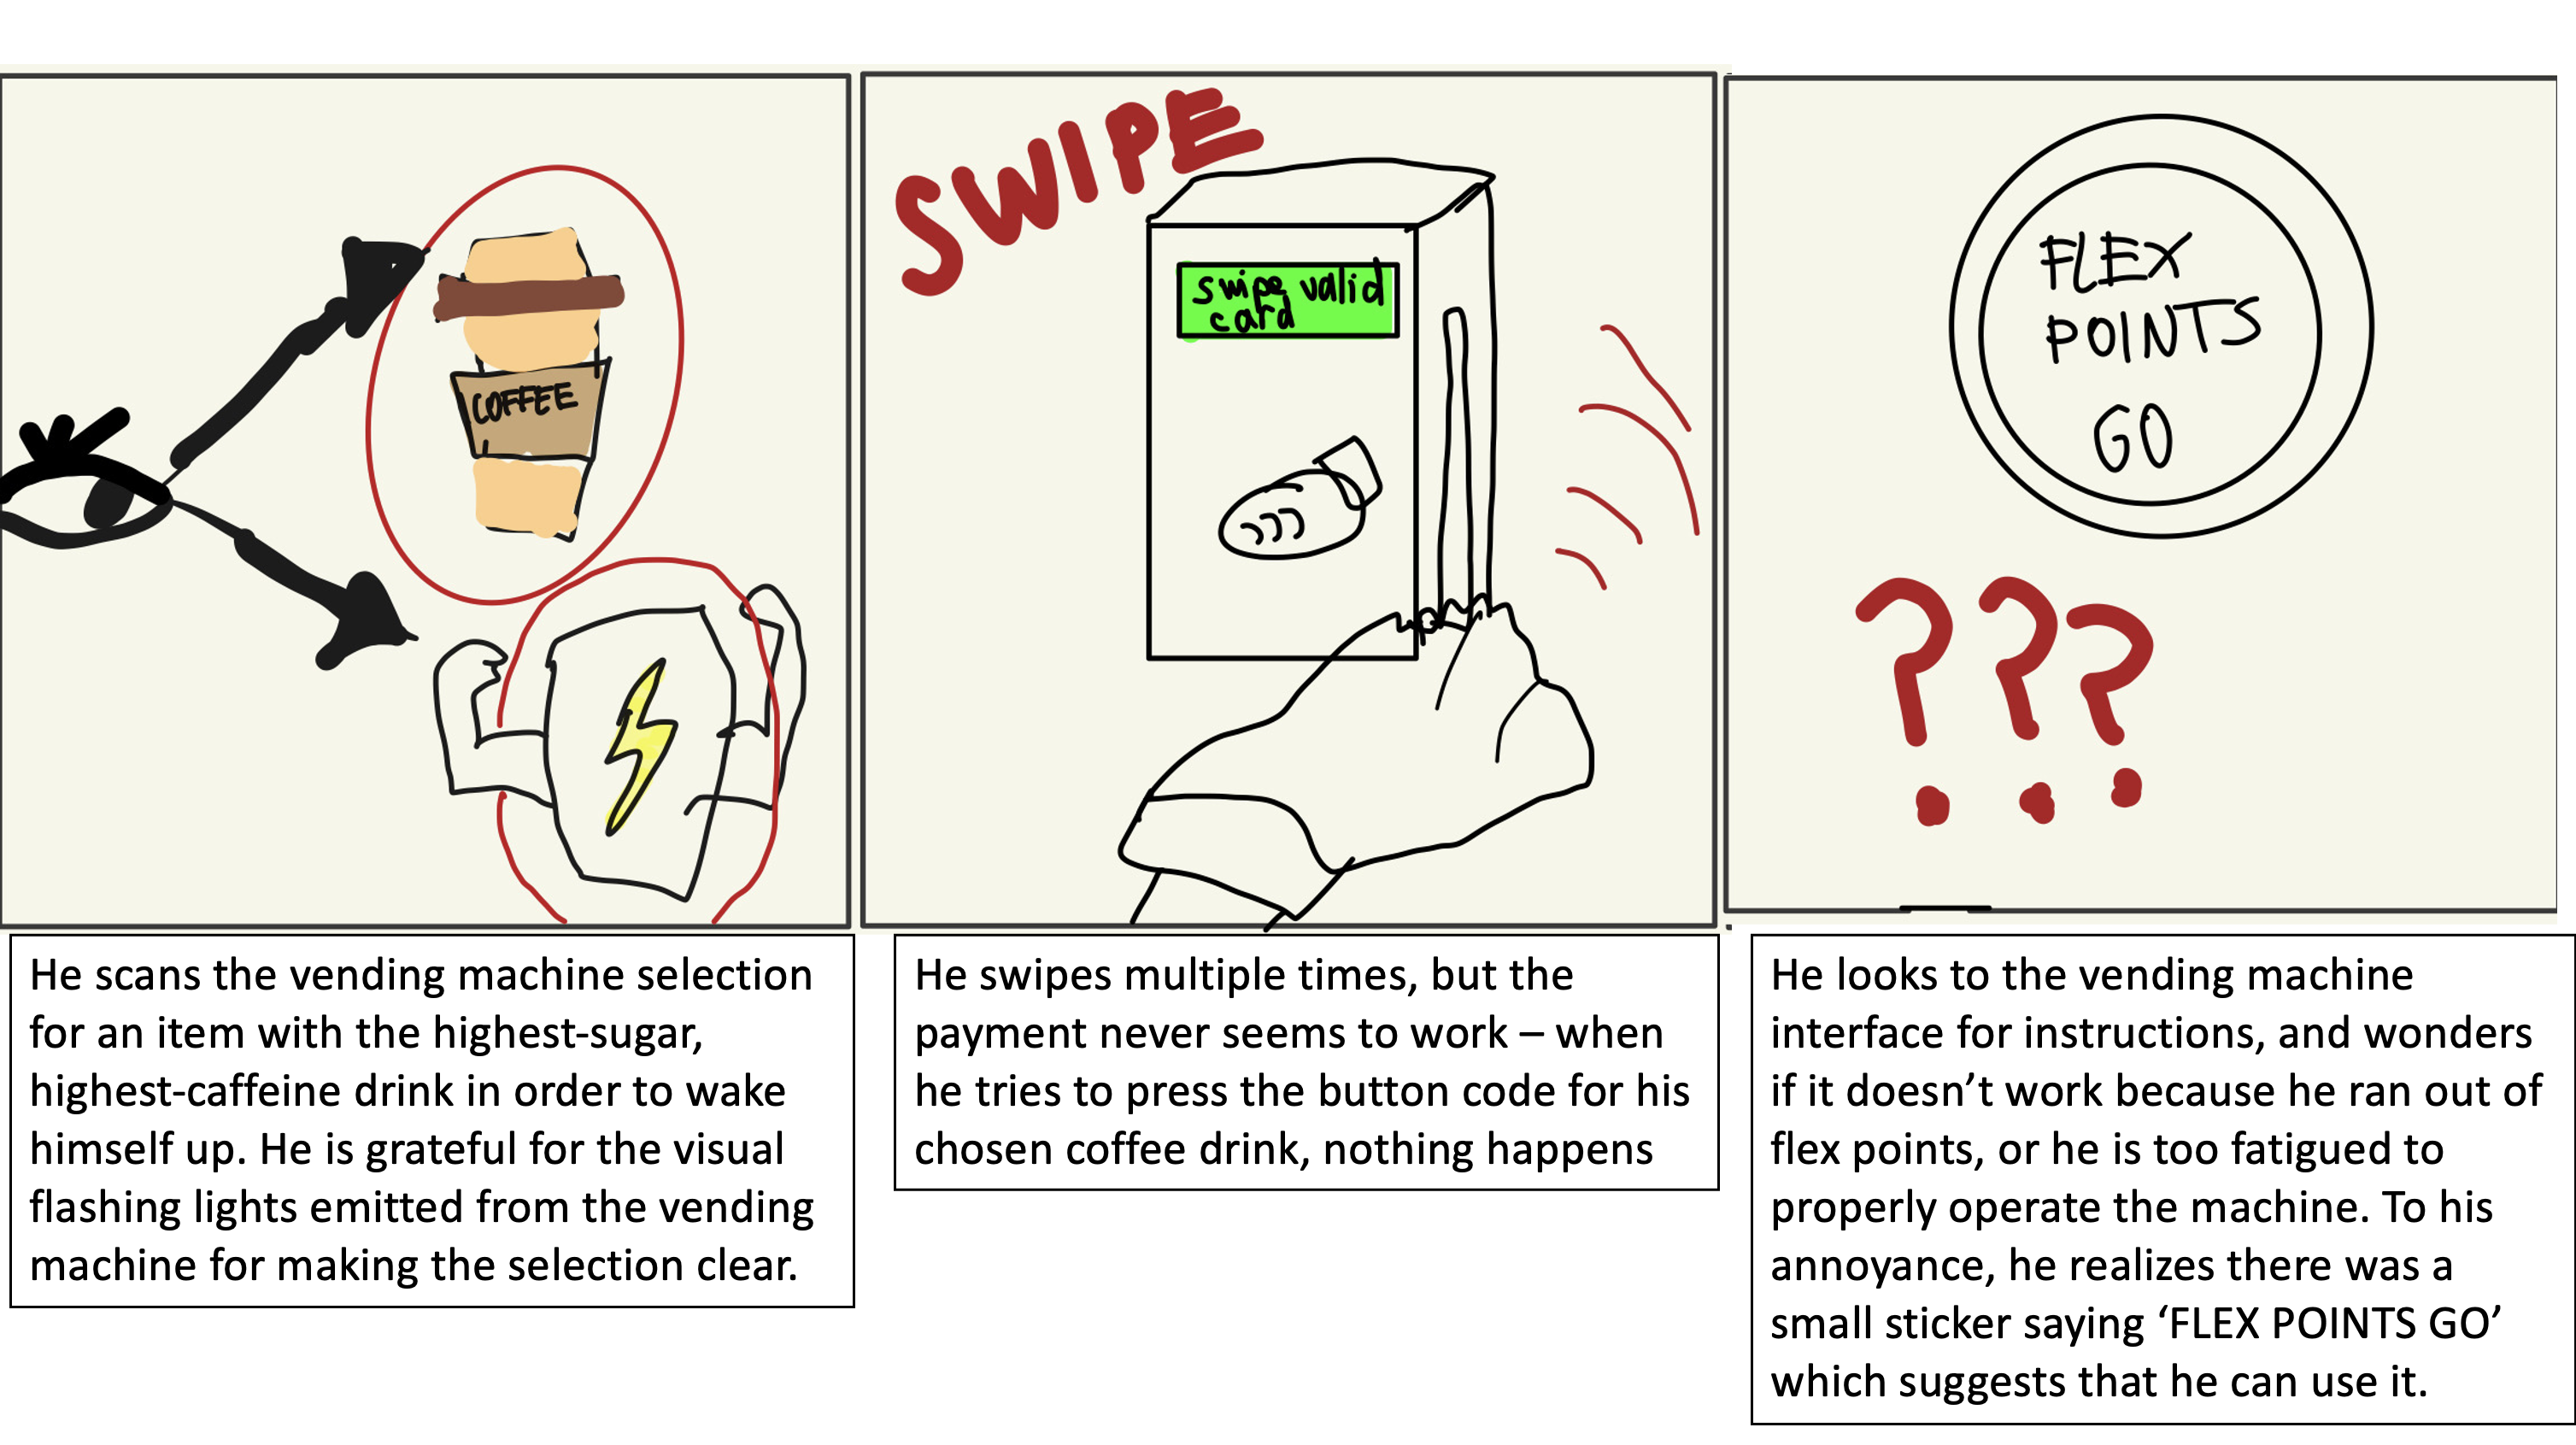 COFFEE
He scans the vending machine selection
for an item with the highest-sugar,
highest-caffeine drink in order to wake
himself up. He is grateful for the visual
flashing lights emitted from the vending
machine for making the selection clear.
SWIPE
swipe valid
card
He swipes multiple times, but the
payment never seems to work – when
he tries to press the button code for his
chosen coffee drink, nothing happens
FLEX
POINTS
GO
???
He looks to the vending machine
interface for instructions, and wonders
if it doesn’t work because he ran out of
flex points, or he is too fatigued to
properly operate the machine. To his
annoyance, he realizes there was a
small sticker saying ‘FLEX POINTS GO’
which suggests that he can use it.